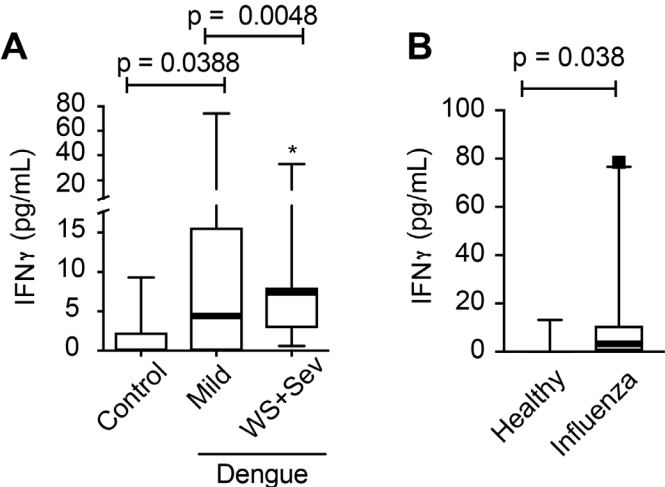 A
p = 0.0048
p = 0.0388
IFNγ (pg/mL)
80
60
40
20
15
10
5
0
Control
Mild
WS+Sev
Dengue
*
B
p = 0.038
IFNγ (pg/mL)
100
80
60
40
20
0
Healthy
Influenza